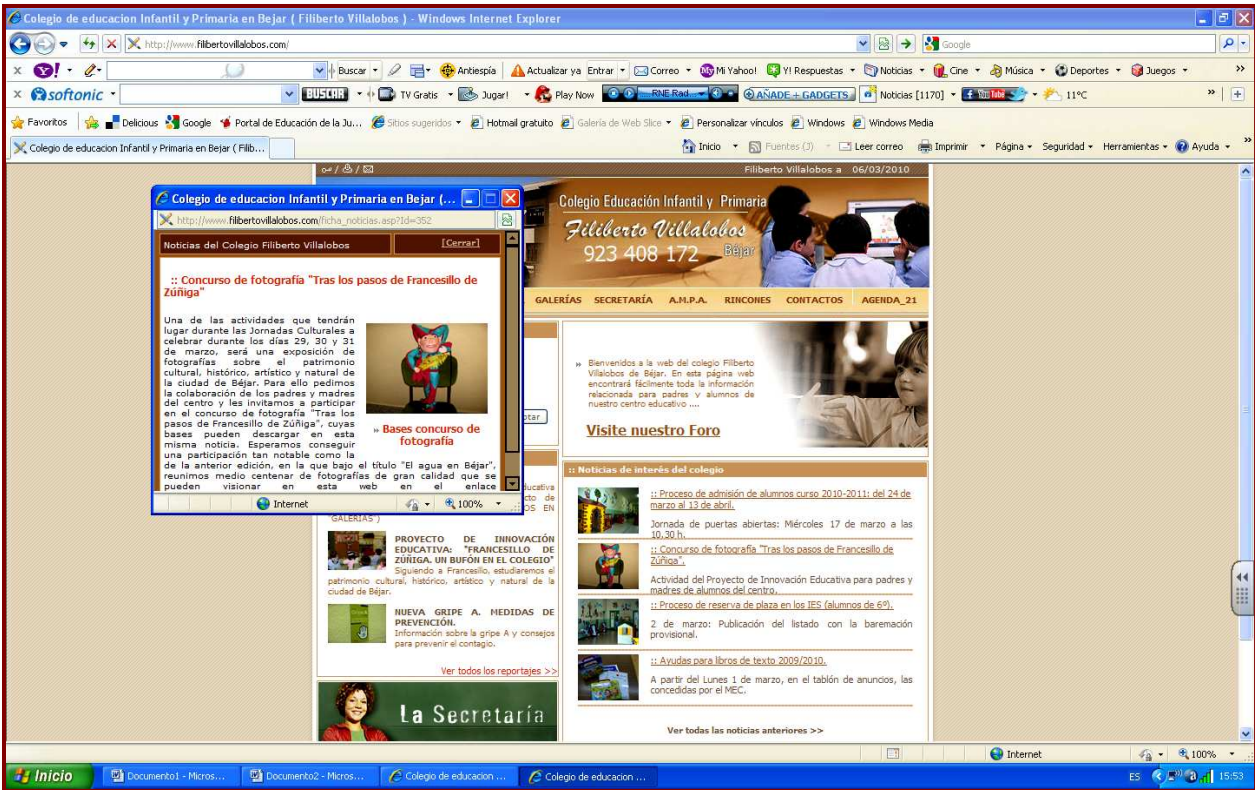 Colegio de educacion Infantil y Primaria en Bejar ( Filiberto Villalobos ) - Windows Internet Explorer
http://www.filibertovillalobos.com/
Google
Buscar
Antiespía
Actualizar ya
Entrar
Correo
Mi Yahoo!
Y! Respuestas
Noticias
Cine
Música
Deportes
Juegos
softonic
BUSCAR
TV Gratis
Jugar!
Play Now
RNE Rad...
AÑADE + GADGETS
Noticias [1170]
11ºC
Favoritos
Delicious
Google
Portal de Educación de la Ju...
Sitios sugeridos
Hotmail gratuito
Galería de Web Slice
Personalizar vínculos
Windows
Windows Media
Colegio de educacion Infantil y Primaria en Bejar ( Filib...
Inicio
Fuentes (J)
Leer correo
Imprimir
Página
Seguridad
Herramientas
Ayuda
Filiberto Villalobos a 06/03/2010
Colegio Educación Infantil y Primaria
Filiberto Villalobos
923 408 172
Béjar
GALERÍAS SECRETARÍA A.M.P.A. RINCONES CONTACTOS AGENDA_21
Colegio de educacion Infantil y Primaria en Bejar (...
http://www.filibertovillalobos.com/ficha_noticias.asp?Id=352
Noticias del Colegio Filiberto Villalobos
[Cerrar]
:: Concurso de fotografía "Tras los pasos de Francesillo de
Zúñiga"
Una de las actividades que tendrán
lugar durante las Jornadas Culturales a
celebrar durante los días 29, 30 y 31
de marzo, será una exposición de
fotografías sobre el patrimonio
cultural, histórico, artístico y natural de
la ciudad de Béjar. Para ello pedimos
la colaboración de los padres y madres
del centro y les invitamos a participar
en el concurso de fotografía "Tras los
pasos de Francesillo de Zúñiga", cuyas
bases pueden descargar en esta
misma noticia. Esperamos conseguir
una participación tan notable como la
de la anterior edición, en la que bajo el título "El agua en Béjar",
reunimos medio centenar de fotografías de gran calidad que se
pueden visionar en esta web en el enlace
» Bases concurso de
fotografía
Internet
100%
» Bienvenidos a la web del colegio Filiberto
Villalobos de Béjar. En esta página web
encontrará fácilmente toda la información
relacionada para padres y alumnos de
nuestro centro educativo ....
Visite nuestro Foro
otar
ducativa
cto de
OS EN
"GALERÍAS")
PROYECTO DE INNOVACIÓN
EDUCATIVA: "FRANCESILLO DE
ZÚÑIGA. UN BUFÓN EN EL COLEGIO"
Siguiendo a Francesillo, estudiaremos el
patrimonio cultural, histórico, artístico y natural de la
ciudad de Béjar.
NUEVA GRIPE A. MEDIDAS DE
PREVENCIÓN.
Información sobre la gripe A y consejos
para prevenir el contagio.
Ver todos los reportajes >>
La Secretaría
:: Noticias de interés del colegio
:: Proceso de admisión de alumnos curso 2010-2011: del 24 de
marzo al 13 de abril.
Jornada de puertas abiertas: Miércoles 17 de marzo a las
10.30 h.
:: Concurso de fotografía "Tras los pasos de Francesillo de
Zúñiga".
Actividad del Proyecto de Innovación Educativa para padres y
madres de alumnos del centro.
:: Proceso de reserva de plaza en los IES (alumnos de 6º).
2 de marzo: Publicación del listado con la baremación
provisional.
:: Ayudas para libros de texto 2009/2010.
A partir del Lunes 1 de marzo, en el tablón de anuncios, las
concedidas por el MEC.
Ver todas las noticias anteriores >>
Internet
100%
Inicio
Documento1 - Micros...
Documento2 - Micros...
Colegio de educacion ...
Colegio de educacion ...
ES
15:53